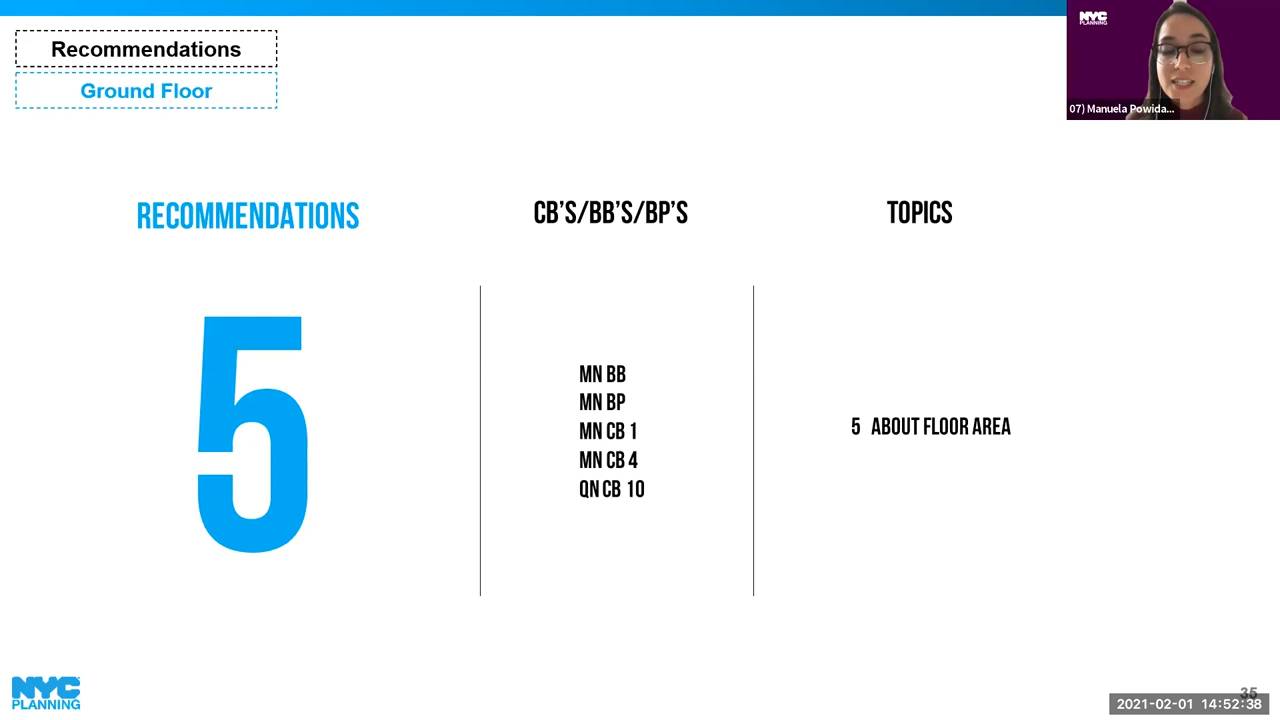 Recommendations
Ground Floor
NYC
PLANNING
07) Manuela Powida...
RECOMMENDATIONS
CB'S/BB'S/BP'S
TOPICS
5
MN BB
MN BP
MN CB 1
MN CB 4
QN CB 10
5 ABOUT FLOOR AREA
NYC
PLANNING
35
2021-02-01 14:52:38